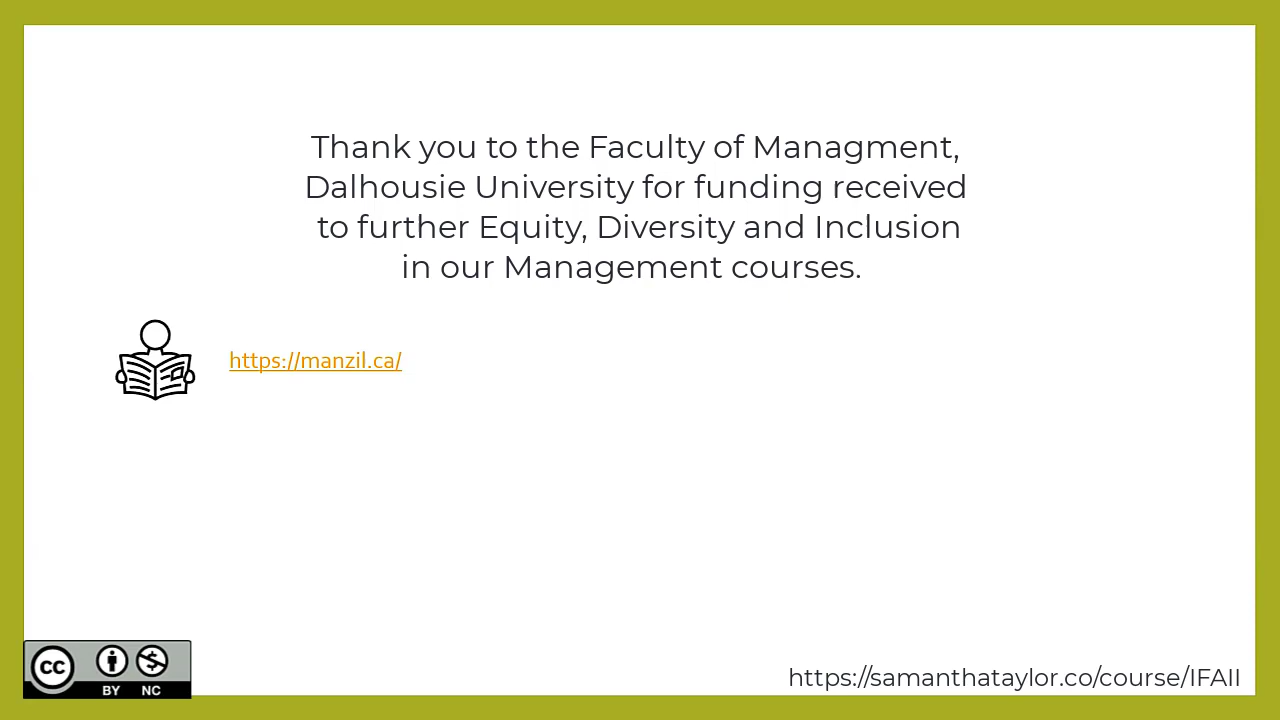 Thank you to the Faculty of Managment,
Dalhousie University for funding received
to further Equity, Diversity and Inclusion
in our Management courses.
https://manzil.ca/
CC
BY NC
https://samanthataylor.co/course/IFAII